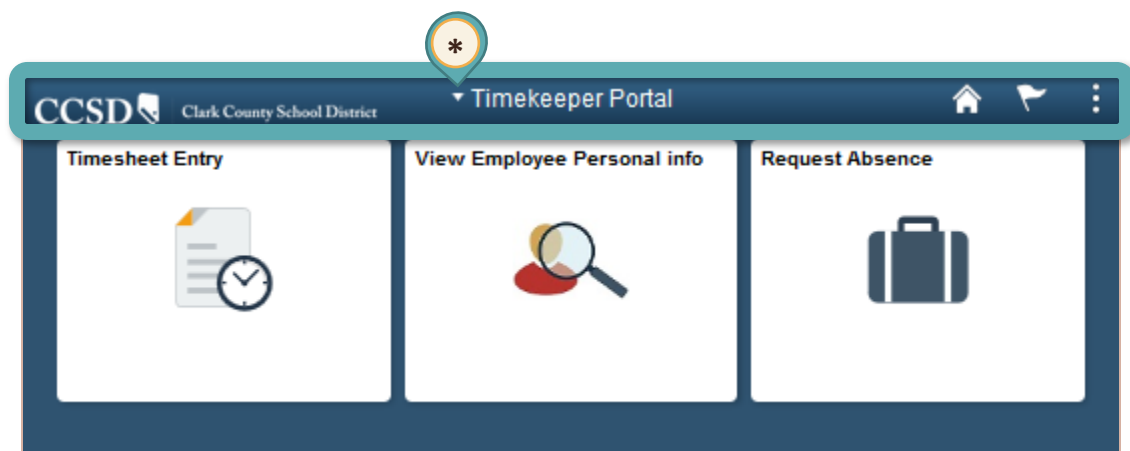 *
CCSD Clark County School District
Timekeeper Portal
Timesheet Entry
View Employee Personal info
Request Absence